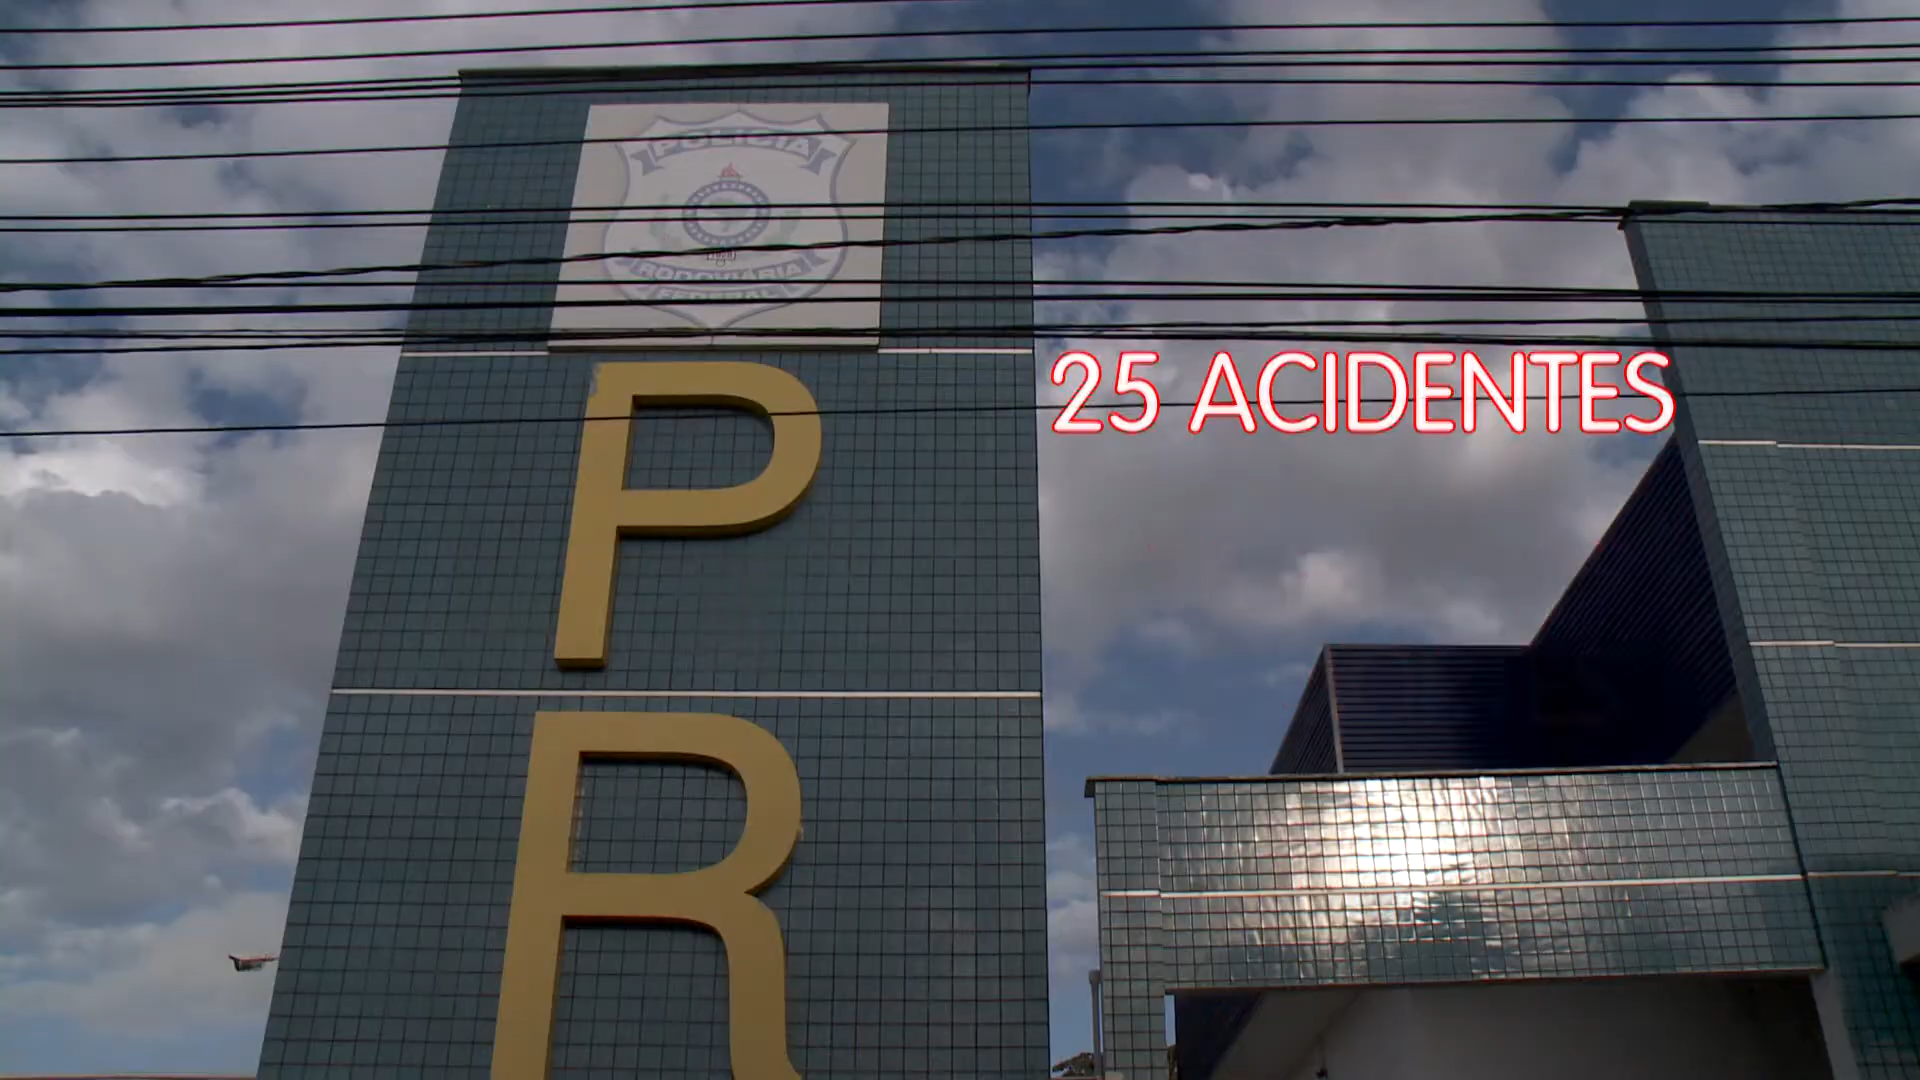 POLÍCIA
RODOVIÁRIA
FEDERAL
P
25 ACIDENTES
R